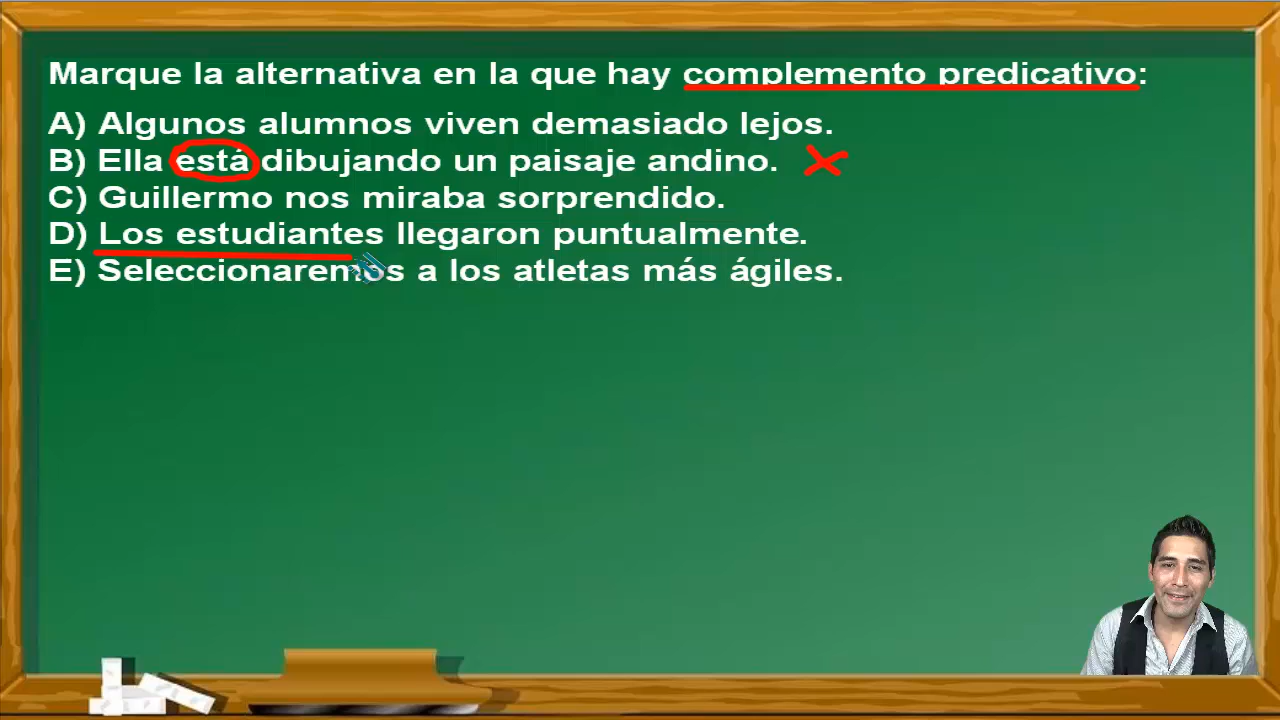 Marque la alternativa en la que hay complemento predicativo:
A) Algunos alumnos viven demasiado lejos.
B) Ella está dibujando un paisaje andino.
C) Guillermo nos miraba sorprendido.
D) Los estudiantes llegaron puntualmente.
E) Seleccionaremos a los atletas más ágiles.